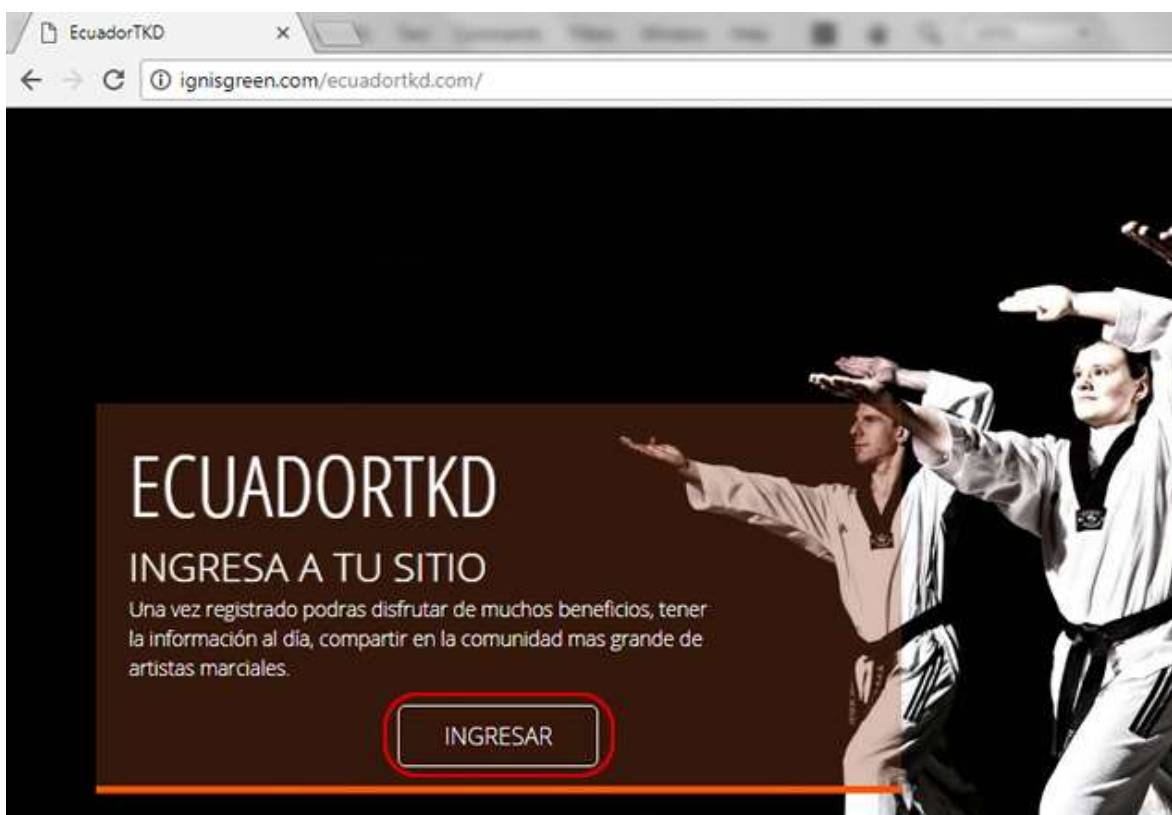 EcuadorTKD
ignisgreen.com/ecuadortkd.com/
ECUADORTKD
INGRESA A TU SITIO
Una vez registrado podras disfrutar de muchos beneficios, tener
la información al día, compartir en la comunidad mas grande de
artistas marciales.
INGRESAR